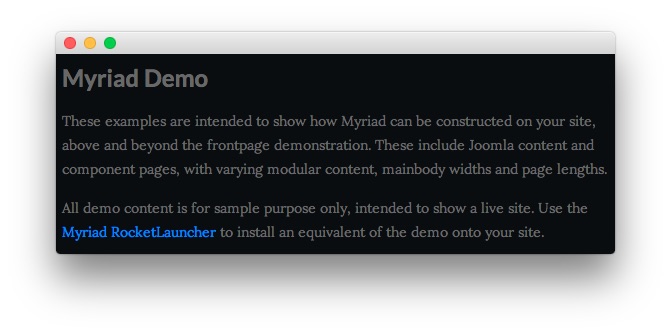 Myriad Demo
These examples are intended to show how Myriad can be constructed on your site,
above and beyond the frontpage demonstration. These include Joomla content and
component pages, with varying modular content, mainbody widths and page lengths.
All demo content is for sample purpose only, intended to show a live site. Use the
Myriad RocketLauncher to install an equivalent of the demo onto your site.